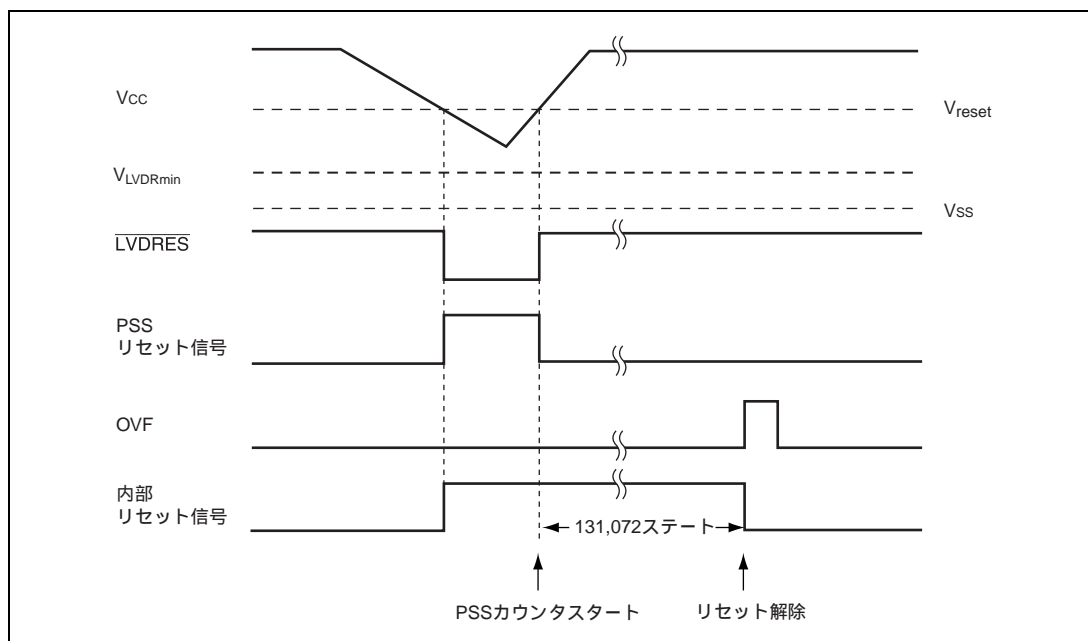 Vcc
Vreset
VLVDRmin
Vss
LVDRES
PSS
リセット信号
OVF
内部
リセット信号
131,072ステート
PSSカウンタスタート
リセット解除